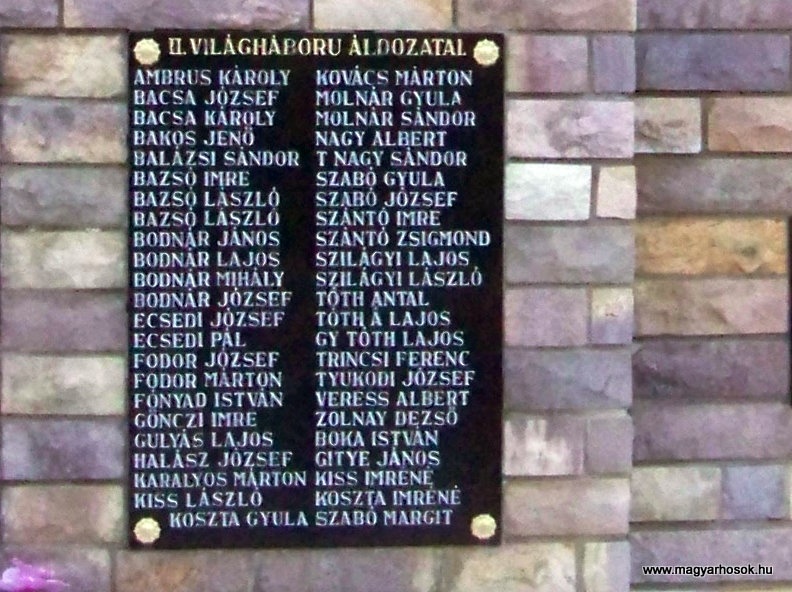 II. VILÁGHÁBORU ÁLDOZATAI
AMBRUS KÁROLY
BACSA JÓZSEF
BACSA KÁROLY
BAKOS JENŐ
BALÁZSI SÁNDOR
BAZSÓ IMRE
BAZSÓ LÁSZLÓ
BAZSÓ LÁSZLÓ
BODNÁR JÁNOS
BODNÁR LAJOS
BODNÁR MIHÁLY
BODNÁR JÓZSEF
ECSEDI JÓZSEF
ECSEDI PÁL
FODOR JÓZSEF
FODOR MÁRTON
FÓNYAD ISTVÁN
GÖNCZI IMRE
GULYÁS LAJOS
HALÁSZ JÓZSEF
KARALYOS MÁRTON
KISS LÁSZLÓ
KOSZTA GYULA
KOVÁCS MÁRTON
MOLNÁR GYULA
MOLNÁR SÁNDOR
NAGY ALBERT
T NAGY SÁNDOR
SZABÓ GYULA
SZABÓ JÓZSEF
SZÁNTÓ IMRE
SZÁNTÓ ZSIGMOND
SZILÁGYI LAJOS
SZILÁGYI LÁSZLÓ
TÓTH ANTAL
TÓTH Á LAJOS
GY TÓTH LAJOS
TRINCSI FERENC
TYUKODI JÓZSEF
VERESS ALBERT
ZOLNAY DEZSŐ
BOKA ISTVÁN
GITYE JÁNOS
KISS IMRÉNÉ
KOSZTA IMRÉNÉ
SZABÓ MARGIT
www.magyarhosok.hu